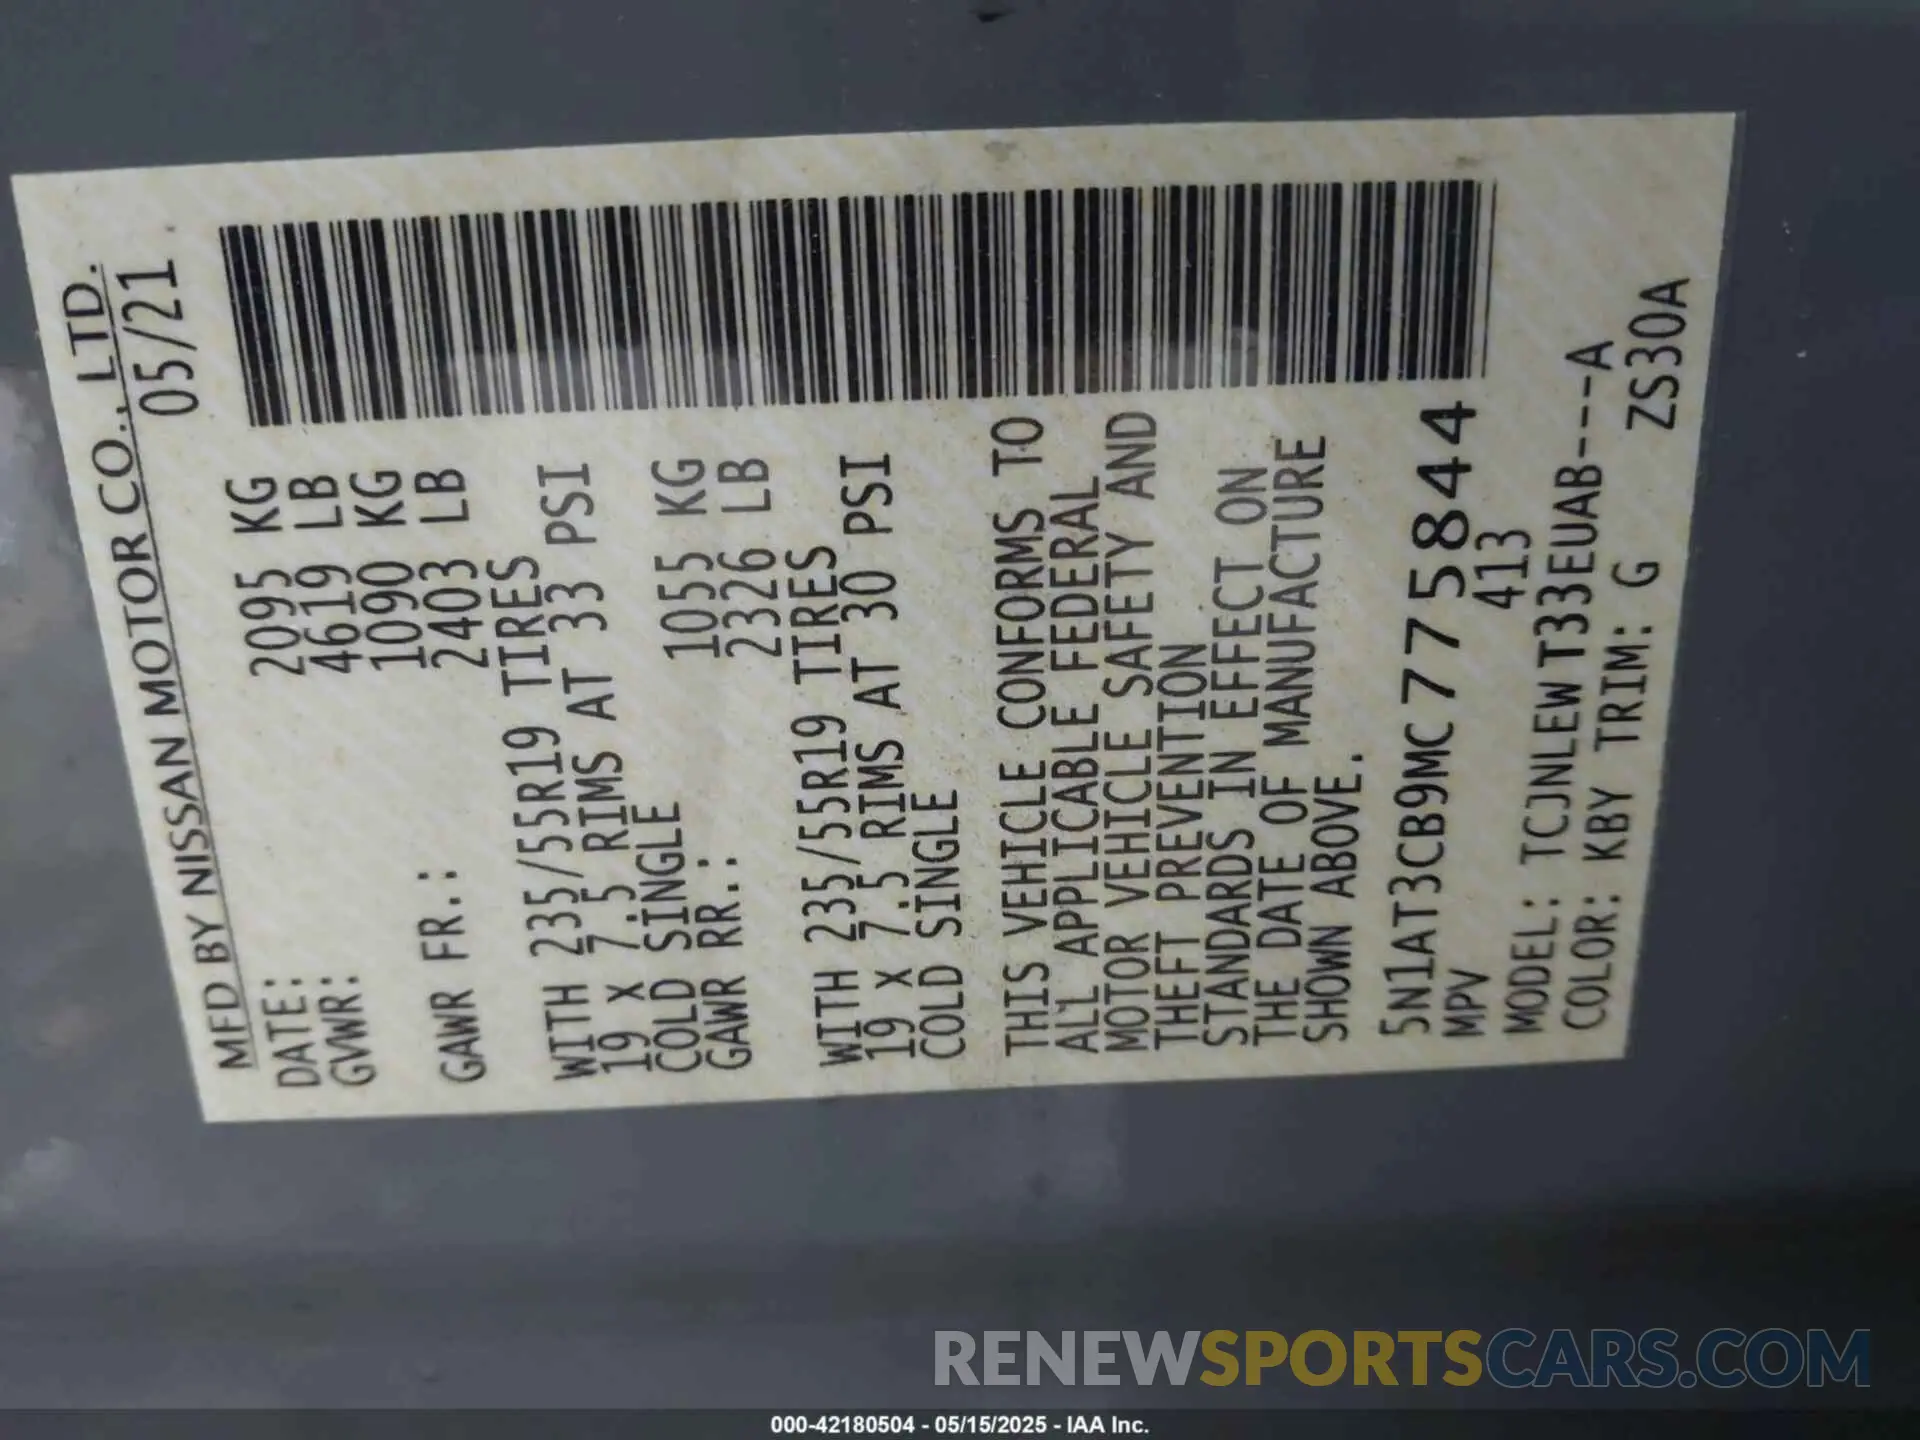 MFD BY NISSAN MOTOR CO., LTD.
DATE: 05/21
GVWR: 2095 KG
4619 LB
GAWR FR.: 1090 KG
2403 LB
WITH 235/55R19 TIRES
19 X 7.5 RIMS AT 33 PSI
COLD SINGLE
GAWR RR.: 1055 KG
2326 LB
WITH 235/55R19 TIRES
19 X 7.5 RIMS AT 30 PSI
COLD SINGLE
THIS VEHICLE CONFORMS TO
ALL APPLICABLE FEDERAL
MOTOR VEHICLE SAFETY AND
THEFT PREVENTION
STANDARDS IN EFFECT ON
THE DATE OF MANUFACTURE
SHOWN ABOVE.
5N1AT3CB9MC775844
MPV 413
MODEL: TCJNLEWT33EUAB---A
COLOR: KBY TRIM: G ZS30A
RENEWSPORTSCARS.COM
000-42180504 - 05/15/2025 - IAA Inc.